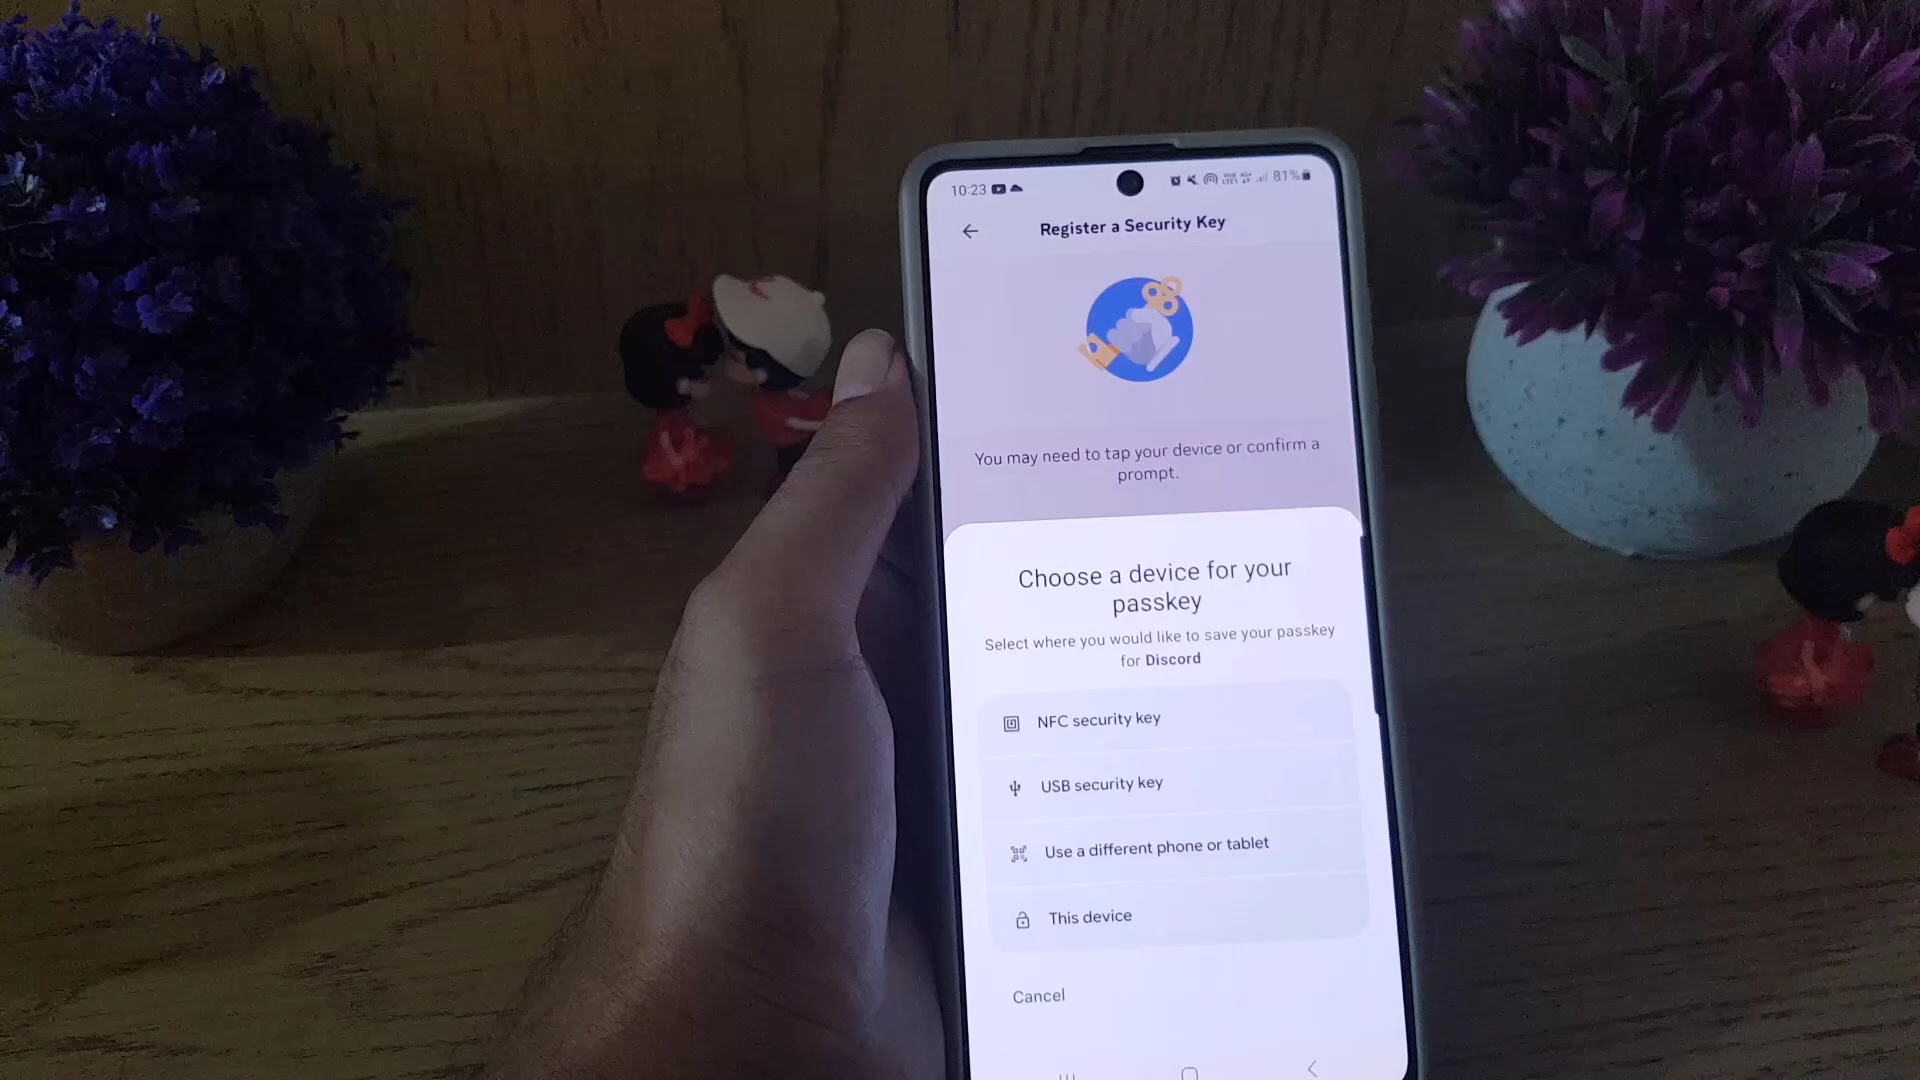 10:23 81%
Register a Security Key
You may need to tap your device or confirm a
prompt.
Choose a device for your
passkey
Select where you would like to save your passkey
for Discord
NFC security key
USB security key
Use a different phone or tablet
This device
Cancel